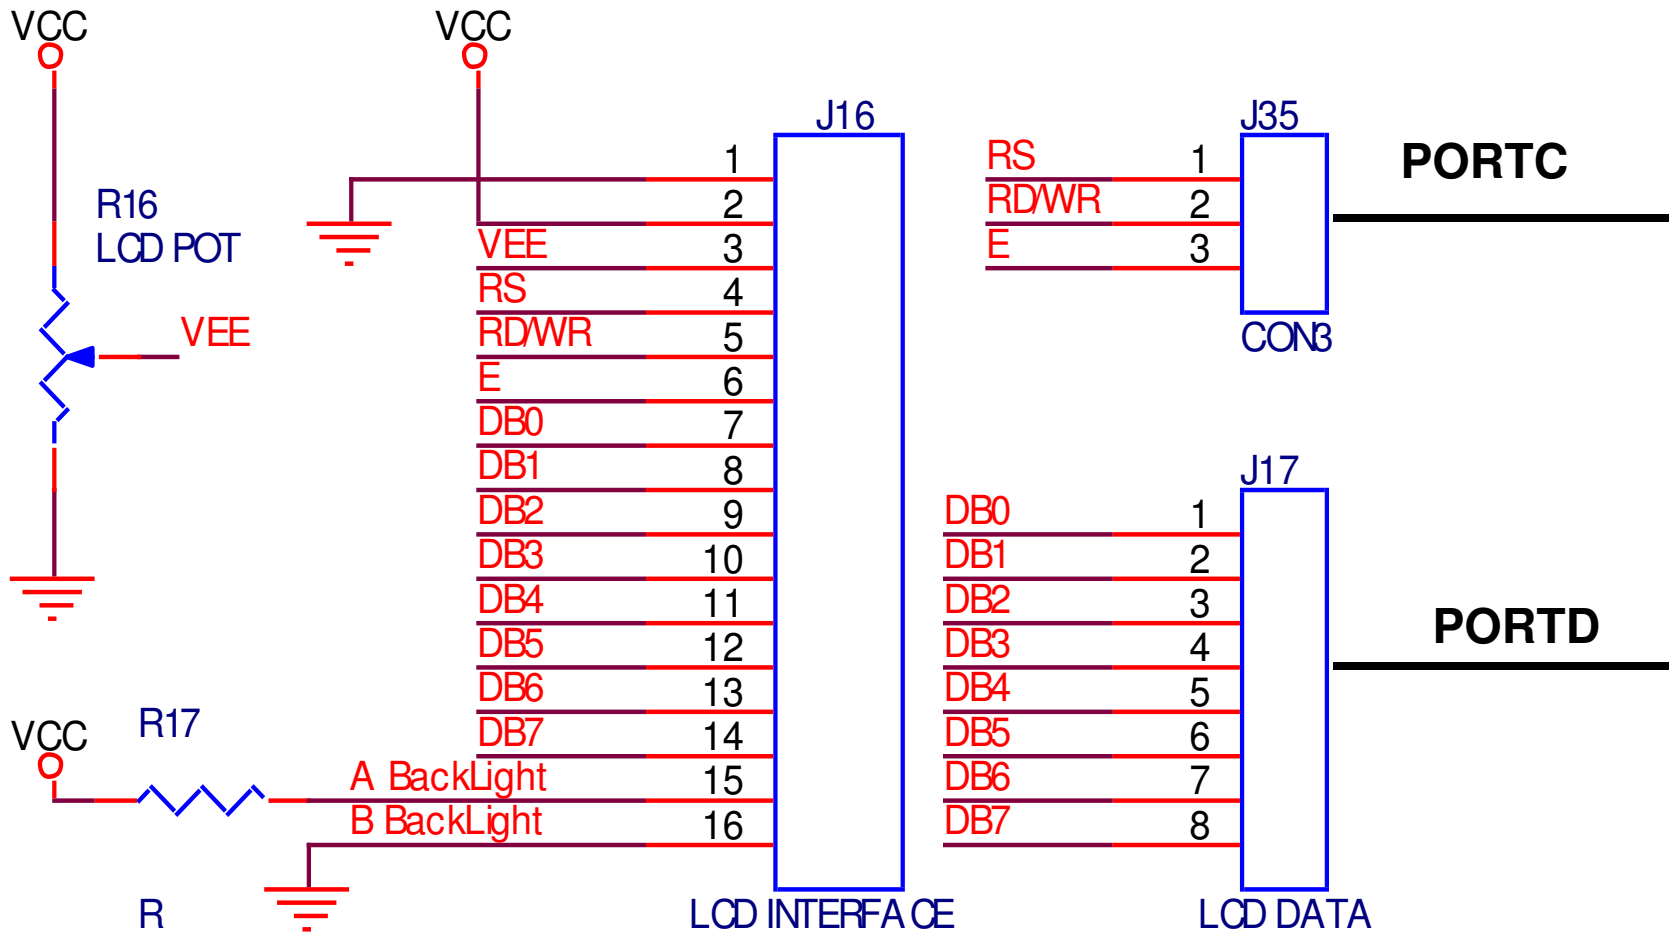 VCC
VCC
J16
J35
R16
LCD POT
VEE
1
2
VEE 3
RS 4
RD/WR 5
E 6
DB0 7
DB1 8
DB2 9
DB3 10
DB4 11
DB5 12
DB6 13
DB7 14
A BackLight 15
B BackLight 16
LCD INTERFACE
VCC
R17
R
RS 1
RD/WR 2
E 3
CON3
PORTC
J17
DB0 1
DB1 2
DB2 3
DB3 4
DB4 5
DB5 6
DB6 7
DB7 8
LCD DATA
PORTD